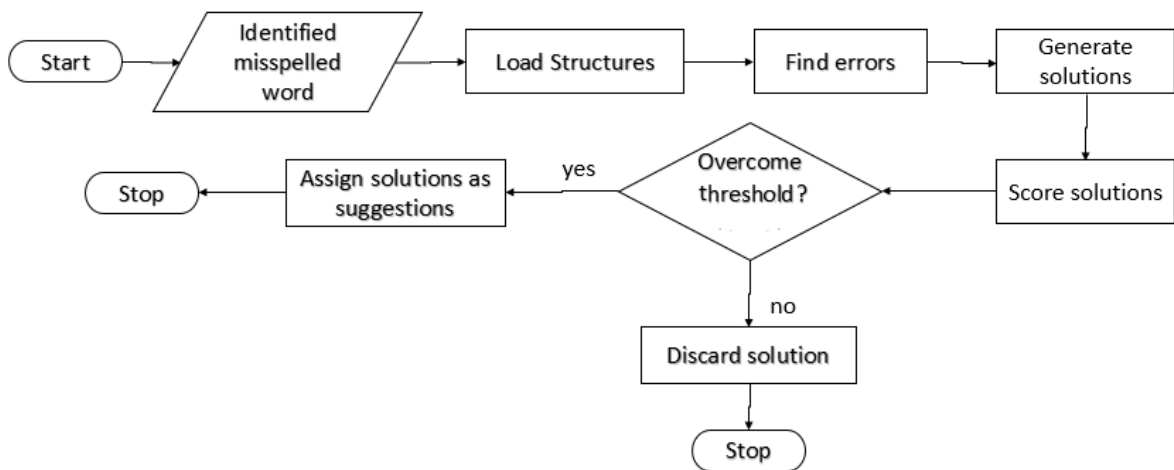 Start
Identified
misspelled
word
Load Structures
Find errors
Generate
solutions
Score solutions
Overcome
threshold?
yes
Assign solutions as
suggestions
Stop
no
Discard solution
Stop